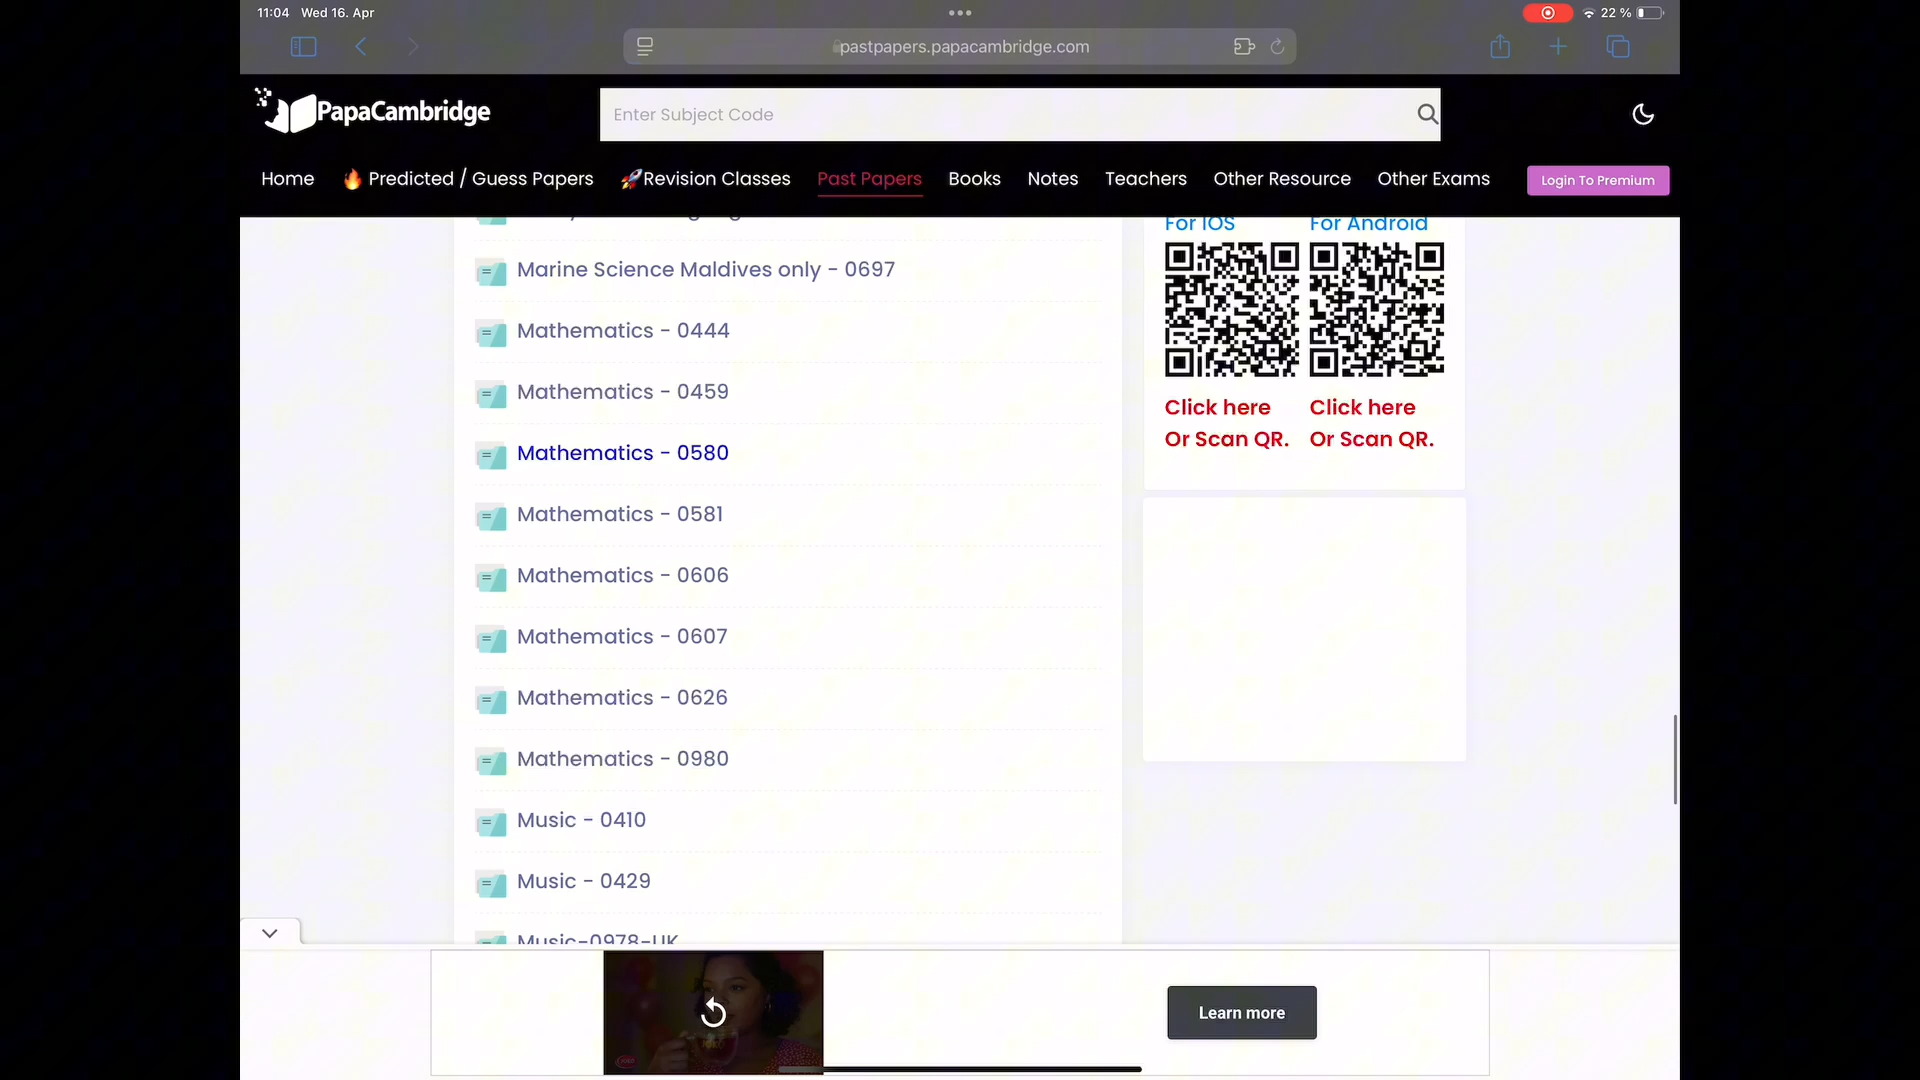 11:04 Wed 16. Apr
22 %
pastpapers.papacambridge.com
PapaCambridge
Enter Subject Code
Home
🔥 Predicted / Guess Papers
🚀Revision Classes
Past Papers
Books
Notes
Teachers
Other Resource
Other Exams
Login To Premium
Marine Science Maldives only - 0697
Mathematics - 0444
Mathematics - 0459
Mathematics - 0580
Mathematics - 0581
Mathematics - 0606
Mathematics - 0607
Mathematics - 0626
Mathematics - 0980
Music - 0410
Music - 0429
Music-0978-UK
For IOS
For Android
Click here
Or Scan QR.
Click here
Or Scan QR.
Learn more